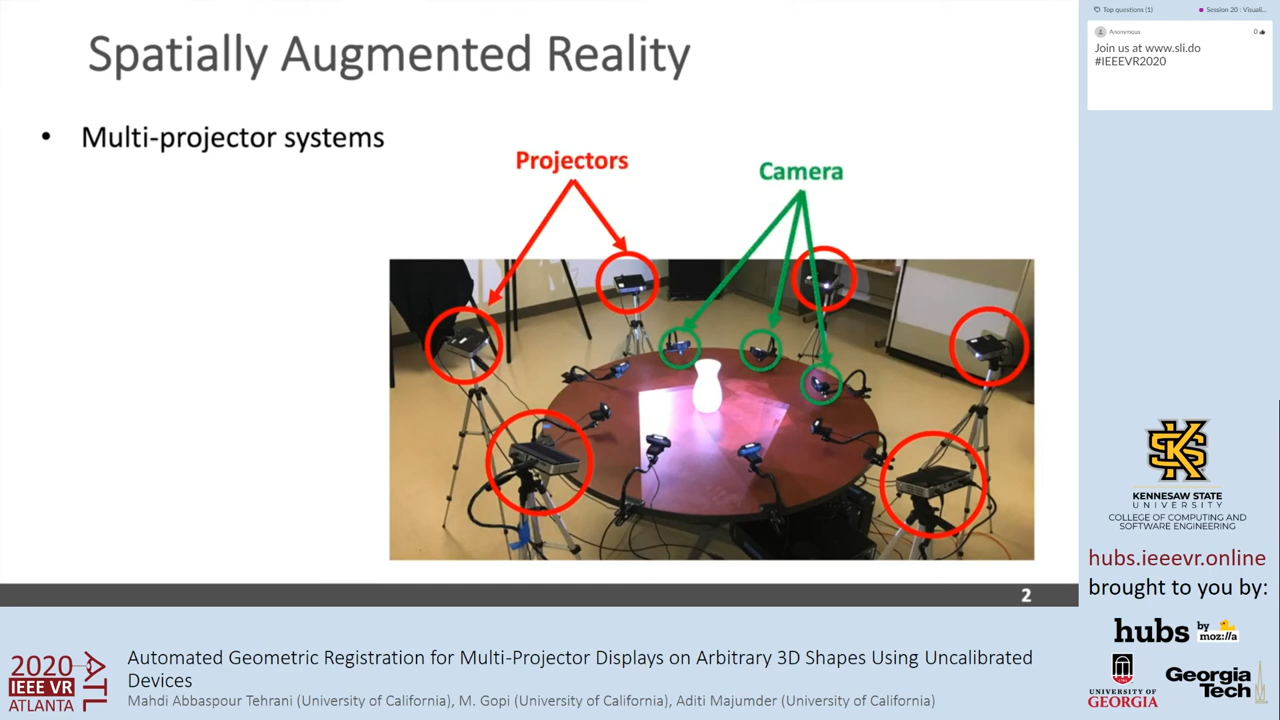 Spatially Augmented Reality
• Multi-projector systems
Projectors
Camera
2
Top questions (1)
Session 20 : Visuali...
Anonymous
0
Join us at www.sli.do
#IEEEVR2020
KENNESAW STATE
UNIVERSITY
COLLEGE OF COMPUTING AND
SOFTWARE ENGINEERING
hubs.ieeevr.online
brought to you by:
hubs by moz://a
UNIVERSITY OF
GEORGIA
Georgia
Tech
2020
IEEE VR
ATLANTA
ATL
Automated Geometric Registration for Multi-Projector Displays on Arbitrary 3D Shapes Using Uncalibrated
Devices
Mahdi Abbaspour Tehrani (University of California), M. Gopi (University of California), Aditi Majumder (University of California)